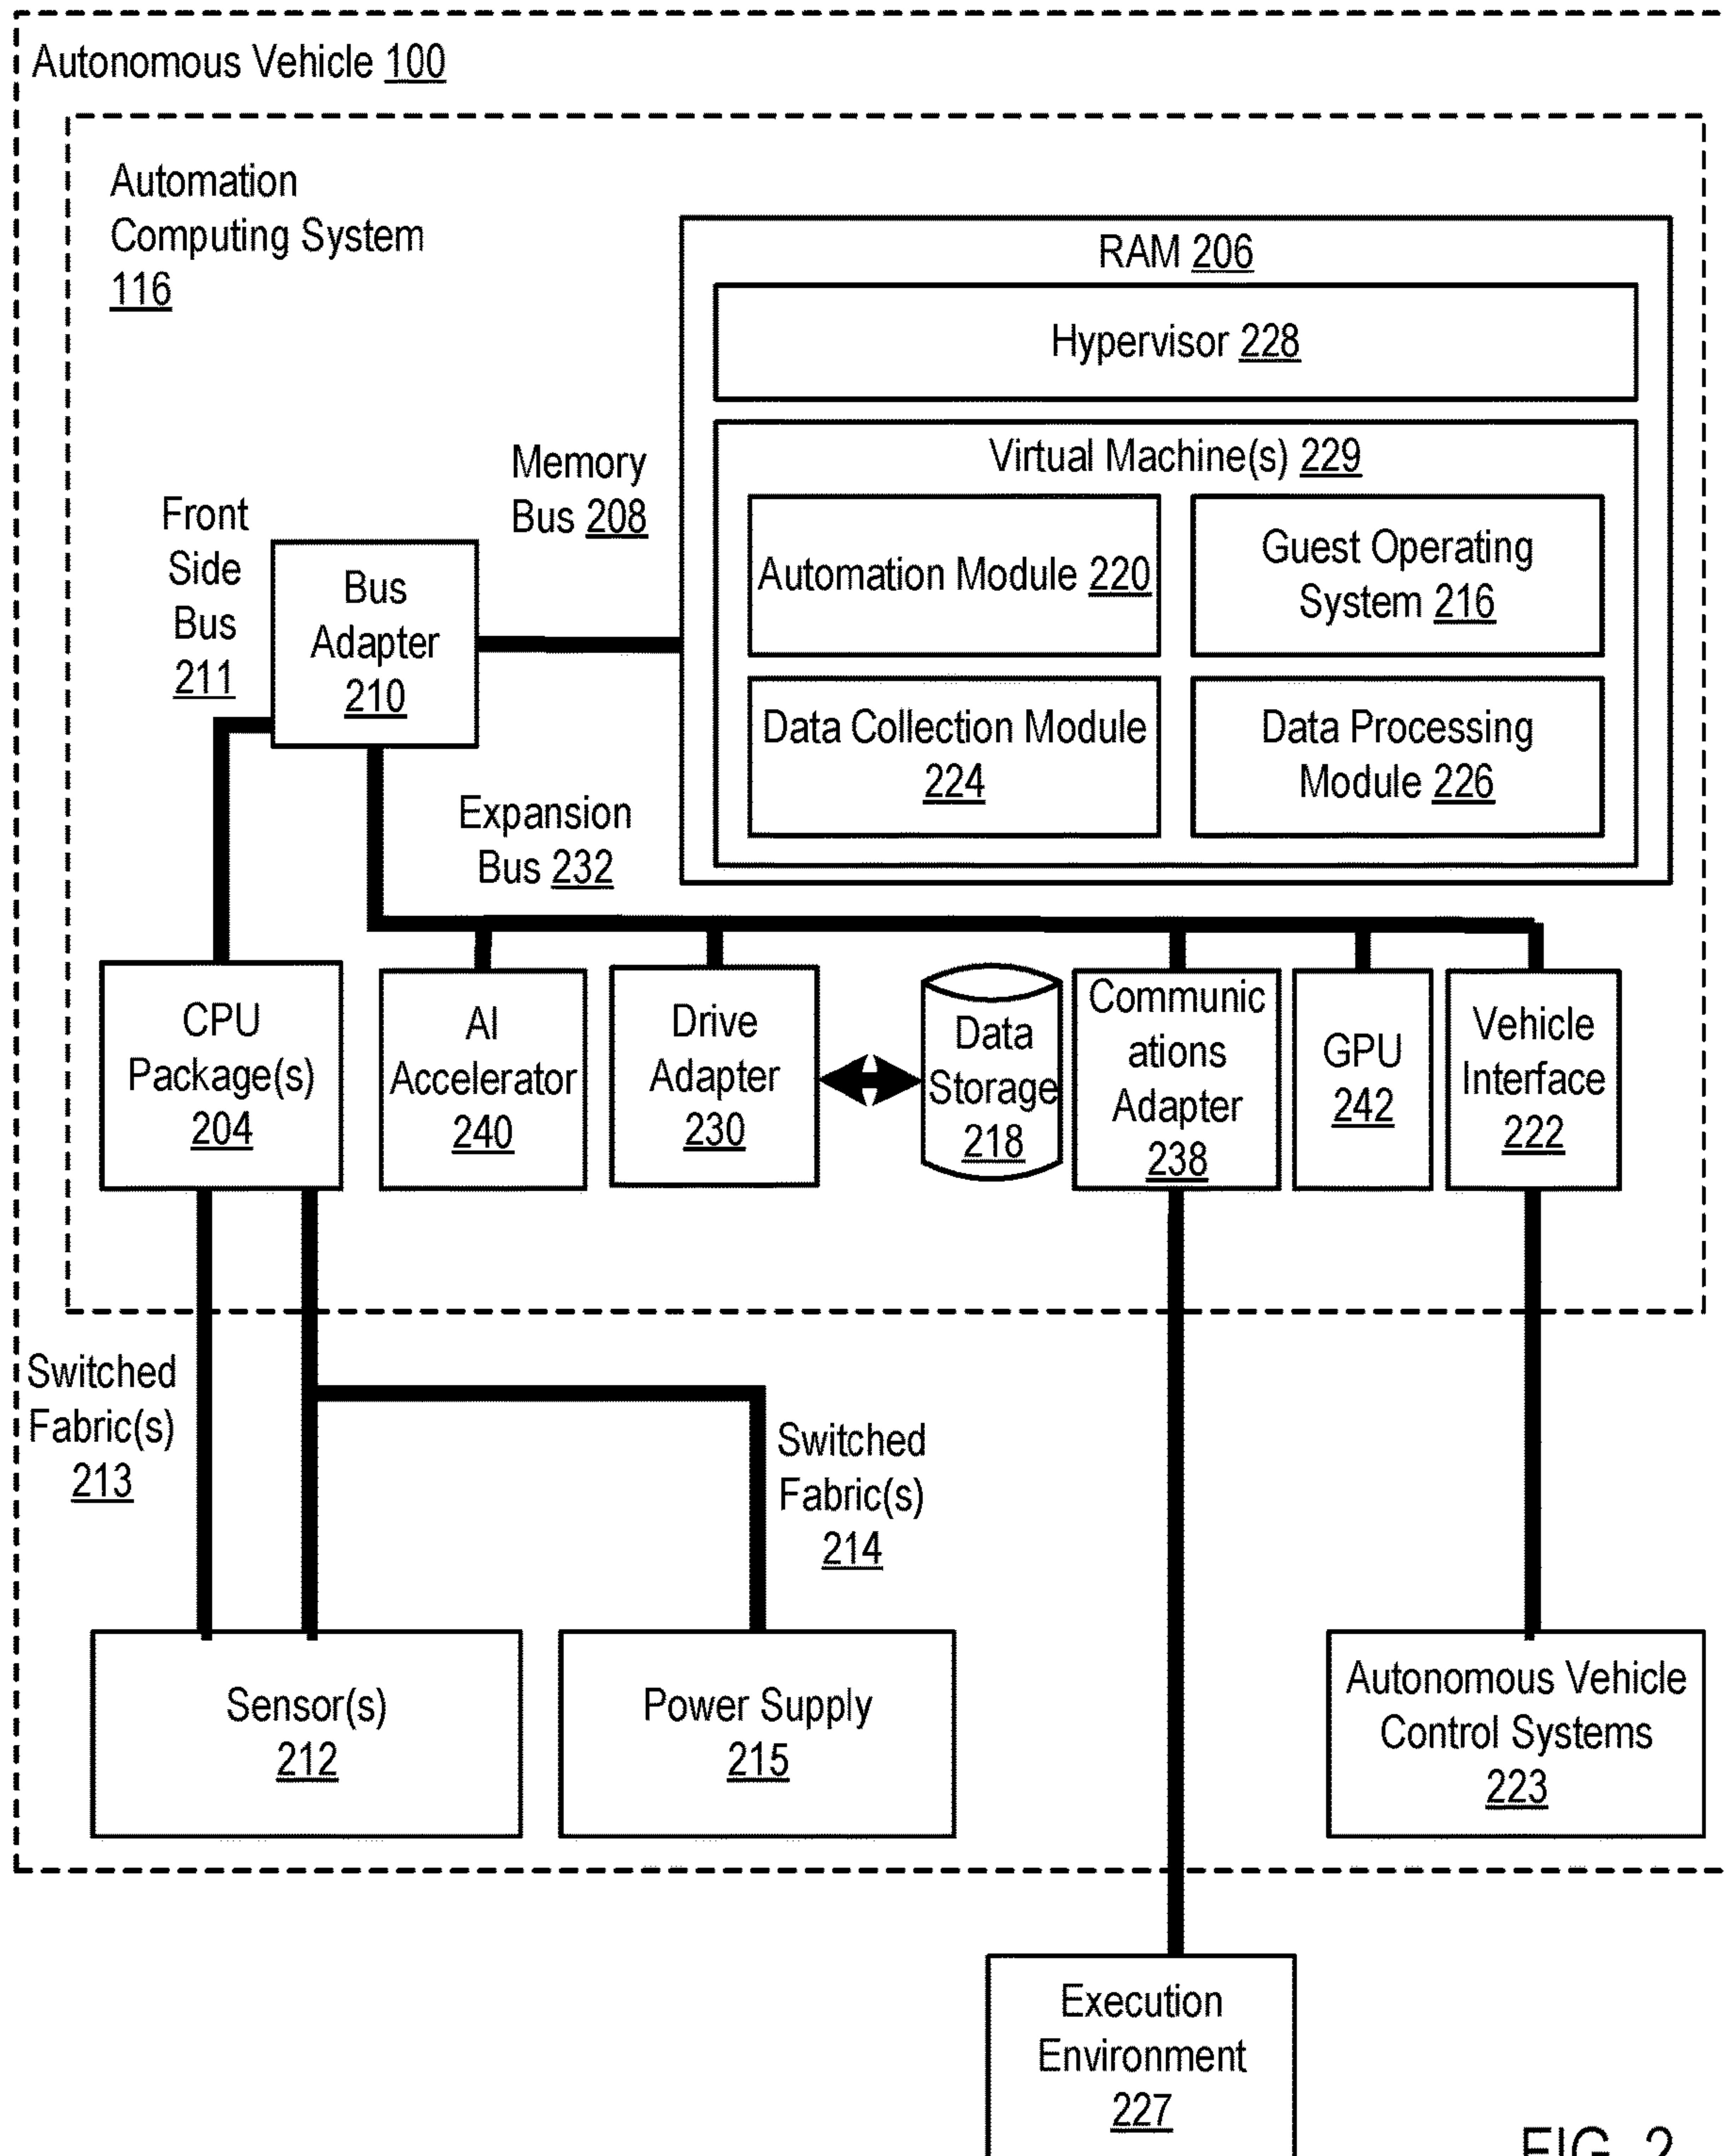 Autonomous Vehicle 100
Automation
Computing System
116
RAM 206
Hypervisor 228
Virtual Machine(s) 229
Automation Module 220
Guest Operating
System 216
Data Collection Module
224
Data Processing
Module 226
Memory
Bus 208
Front
Side
Bus
211
Bus
Adapter
210
Expansion
Bus 232
CPU
Package(s)
204
AI
Accelerator
240
Drive
Adapter
230
Data
Storage
218
Communic
ations
Adapter
238
GPU
242
Vehicle
Interface
222
Switched
Fabric(s)
213
Switched
Fabric(s)
214
Sensor(s)
212
Power Supply
215
Autonomous Vehicle
Control Systems
223
Execution
Environment
227
FIG. 2